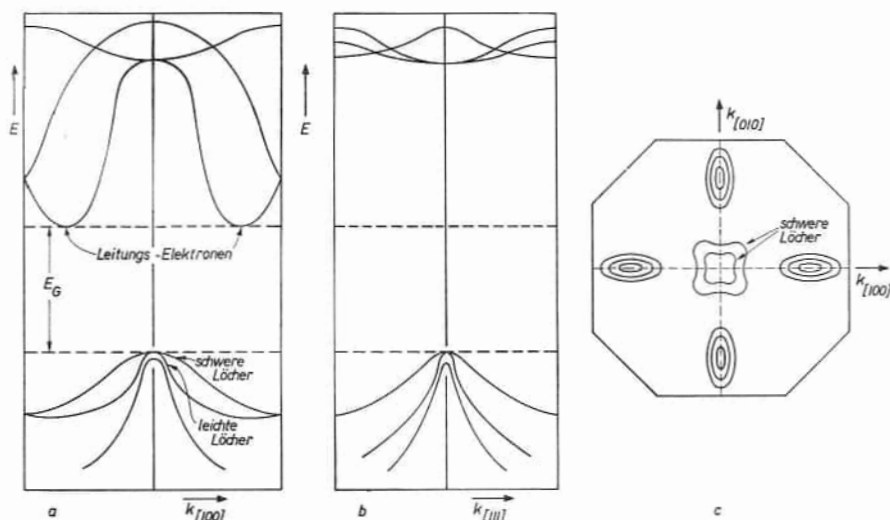 E
E_G
Leitungs-Elektronen
schwere
Löcher
leichte
Löcher
a
k[100]
E
b
k[111]
k[010]
schwere
Löcher
k[100]
c